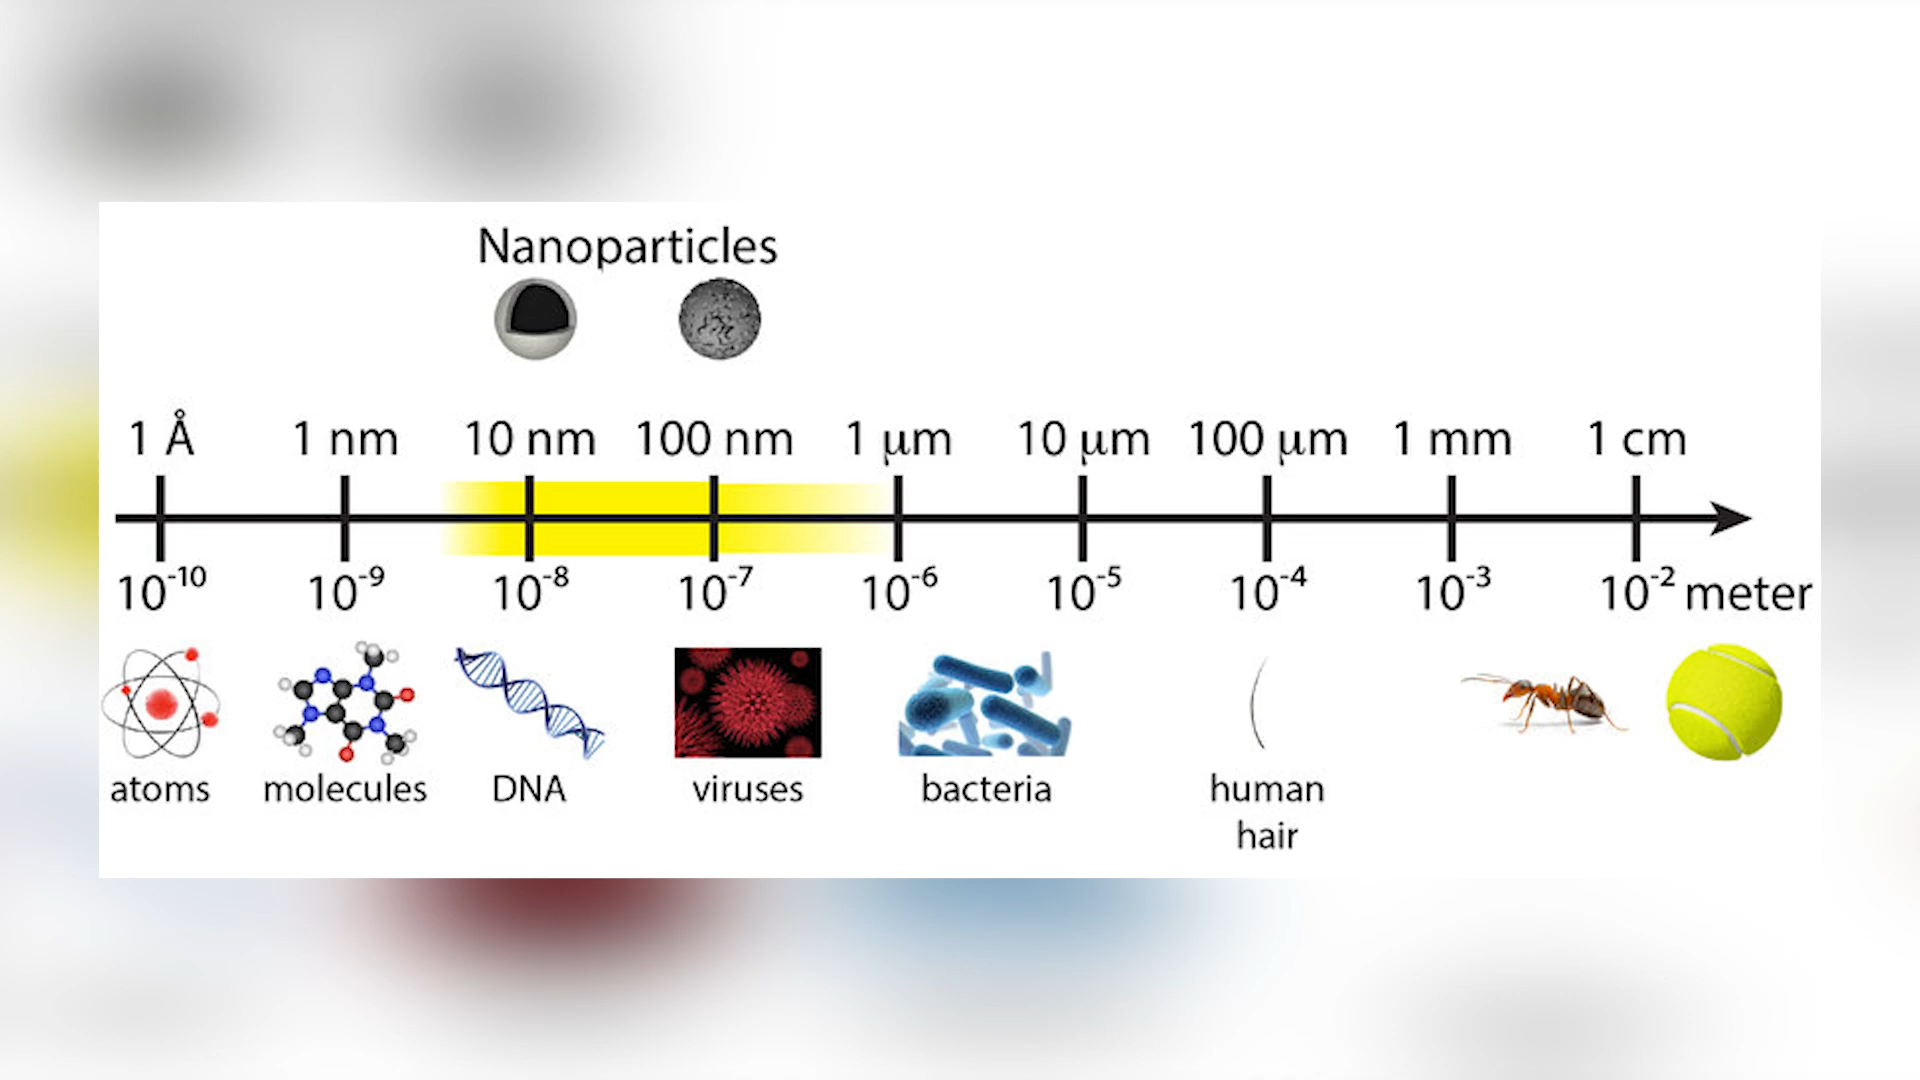 Nanoparticles
1 Å 1 nm 10 nm 100 nm 1 μm 10 μm 100 μm 1 mm 1 cm
10⁻¹⁰ 10⁻⁹ 10⁻⁸ 10⁻⁷ 10⁻⁶ 10⁻⁵ 10⁻⁴ 10⁻³ 10⁻² meter
atoms molecules DNA viruses bacteria human
hair